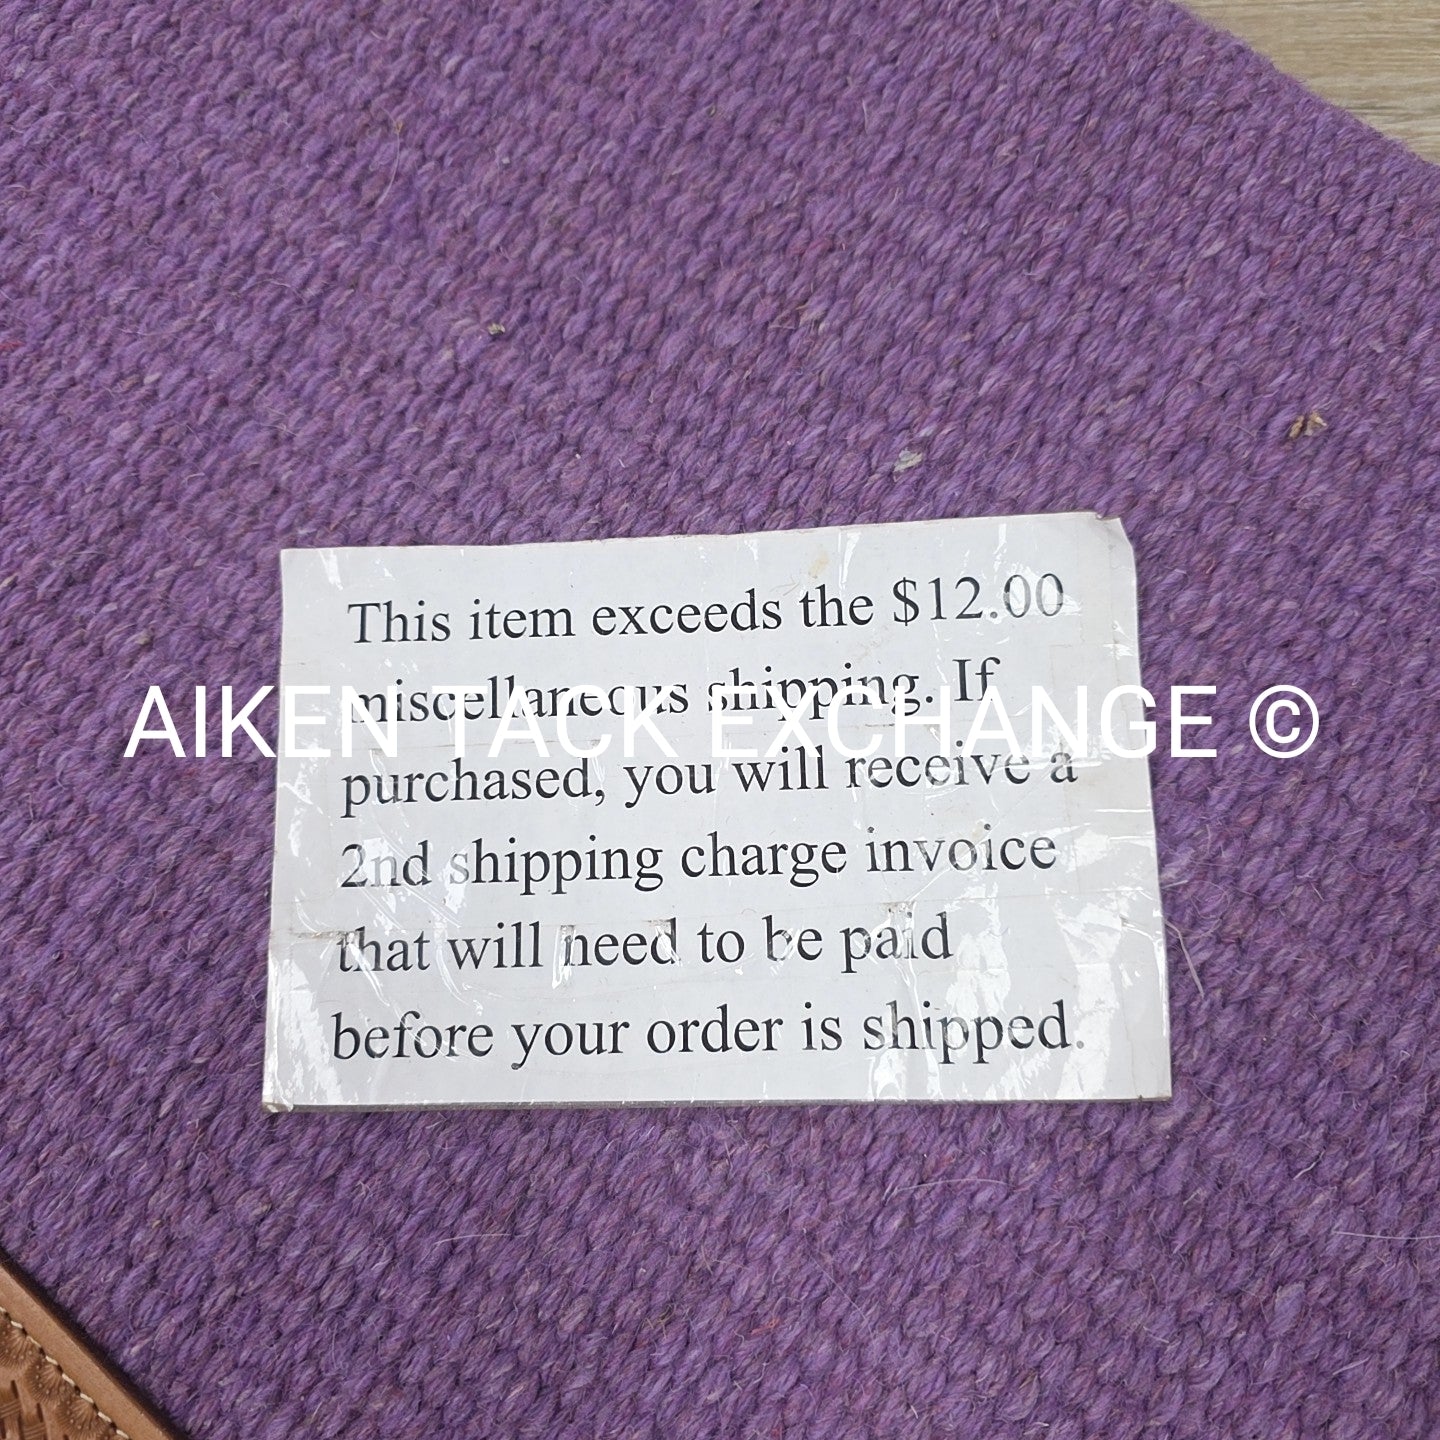 This item exceeds the $12.00
miscellaneous shipping. If
AIKEN TACK EXCHANGE ©
purchased, you will receive a
2nd shipping charge invoice
that will need to be paid
before your order is shipped.